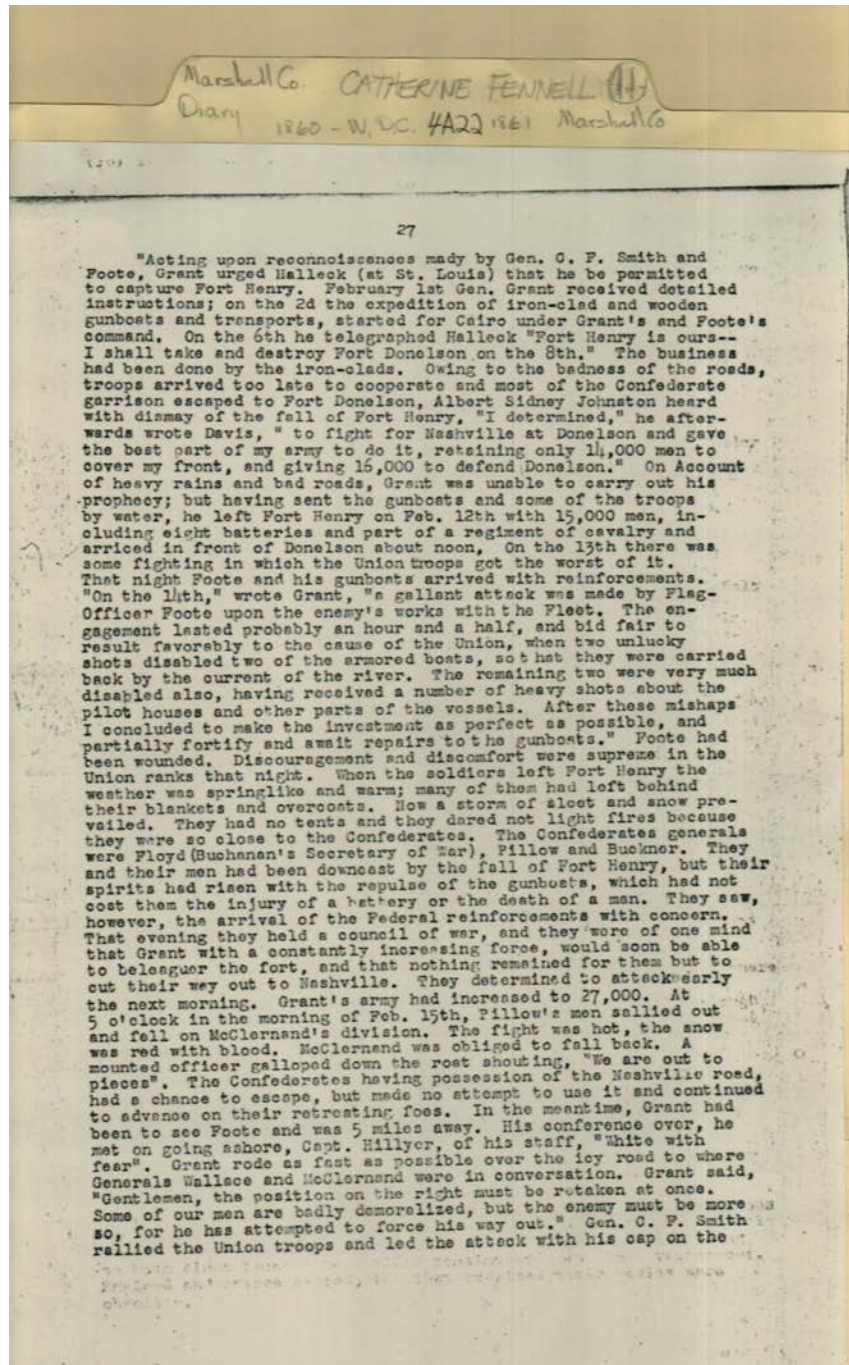 Marshall Co. CATHERINE FENNELL (14)
Diary 1860 - W, D.C. 4A22 1861 Marshall Co
27
"Acting upon reconnoissances mady by Gen. C. F. Smith and
Foote, Grant urged Halleck (at St. Louis) that he be permitted
to capture Fort Henry. February 1st Gen. Grant received detailed
instructions; on the 2d the expedition of iron-clad and wooden
gunboats and transports, started for Cairo under Grant's and Foote's
command. On the 6th he telegraphed Halleck "Fort Henry is ours--
I shall take and destroy Fort Donelson on the 8th." The business
had been done by the iron-clads. Owing to the badness of the roads,
troops arrived too late to cooperate and most of the Confederate
garrison escaped to Fort Donelson, Albert Sidney Johnston heard
with dismay of the fall of Fort Henry, "I determined," he after-
wards wrote Davis, " to fight for Nashville at Donelson and gave
the best part of my army to do it, retaining only 14,000 men to
cover my front, and giving 16,000 to defend Donelson." On Account
of heavy rains and bad roads, Grant was unable to carry out his
prophecy; but having sent the gunboats and some of the troops
by water, he left Fort Henry on Feb. 12th with 15,000 men, in-
cluding eight batteries and part of a regiment of cavalry and
arriced in front of Donelson about noon, On the 13th there was
some fighting in which the Union troops got the worst of it.
That night Foote and his gunboats arrived with reinforcements.
"On the 14th," wrote Grant, "a gallant attack was made by Flag-
Officer Foote upon the enemy's works with the Fleet. The en-
gagement lasted probably an hour and a half, and bid fair to
result favorably to the cause of the Union, when two unlucky
shots disabled two of the armored boats, so that they were carried
back by the current of the river. The remaining two were very much
disabled also, having received a number of heavy shots about the
pilot houses and other parts of the vessels. After these mishaps
I concluded to make the investment as perfect as possible, and
partially fortify and await repairs to the gunboats." Foote had
been wounded. Discouragement and discomfort were supreme in the
Union ranks that night. When the soldiers left Fort Henry the
weather was springlike and warm; many of them had left behind
their blankets and overcoats. Now a storm of sleet and snow pre-
vailed. They had no tents and they dared not light fires because
they were so close to the Confederates. The Confederates generals
were Floyd (Buchanan's Secretary of War), Pillow and Buckner. They
and their men had been downcast by the fall of Fort Henry, but their
spirits had risen with the repulse of the gunboats, which had not
cost them the injury of a battery or the death of a man. They saw,
however, the arrival of the Federal reinforcements with concern.
That evening they held a council of war, and they were of one mind
that Grant with a constantly increasing force, would soon be able
to beleaguer the fort, and that nothing remained for them but to
cut their way out to Nashville. They determined to attack early
the next morning. Grant's army had increased to 27,000. At
5 o'clock in the morning of Feb. 15th, Pillow's men sallied out
and fell on McClernand's division. The fight was hot, the snow
was red with blood. McClernand was obliged to fall back. A
mounted officer galloped down the roat shouting, "We are cut to
pieces". The Confederates having possession of the Nashville road,
had a chance to escape, but made no attempt to use it and continued
to advance on their retreating foes. In the meantime, Grant had
been to see Foote and was 5 miles away. His conference over, he
met on going ashore, Capt. Hillyer, of his staff, "White with
fear". Grant rode as fast as possible over the icy road to where
Generals Wallace and McClernand were in conversation. Grant said,
"Gentlemen, the position on the right must be retaken at once.
Some of our men are badly demoralized, but the enemy must be more
so, for he has attempted to force his way out." Gen. C. F. Smith
rallied the Union troops and led the attack with his cap on the